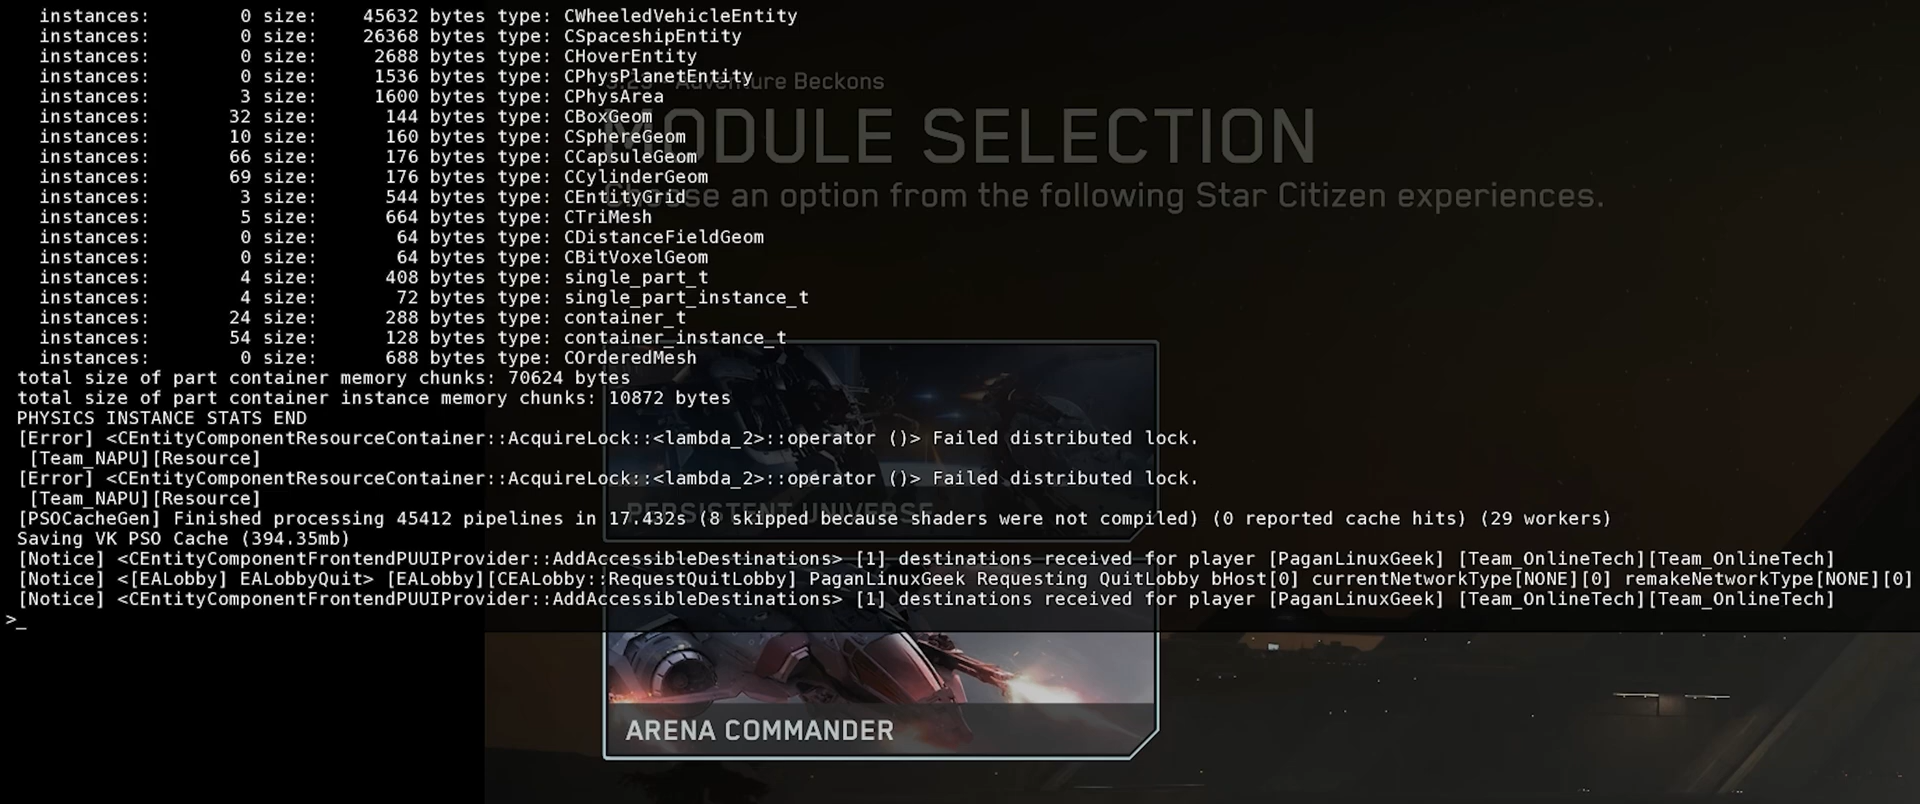 instances: 0 size: 45632 bytes type: CWheeledVehicleEntity
instances: 0 size: 26368 bytes type: CSpaceshipEntity
instances: 0 size: 2688 bytes type: CHoverEntity
instances: 0 size: 1536 bytes type: CPhysPlanetEntity
Adventure Beckons
instances: 3 size: 1600 bytes type: CPhysArea
instances: 32 size: 144 bytes type: CBoxGeom
MODULE SELECTION
instances: 10 size: 160 bytes type: CSphereGeom
instances: 66 size: 176 bytes type: CCapsuleGeom
instances: 69 size: 176 bytes type: CCylinderGeom
instances: 3 size: 544 bytes type: CEntityGrid
Choose an option from the following Star Citizen experiences.
instances: 5 size: 664 bytes type: CTriMesh
instances: 0 size: 64 bytes type: CDistanceFieldGeom
instances: 0 size: 64 bytes type: CBitVoxelGeom
instances: 4 size: 408 bytes type: single_part_t
instances: 4 size: 72 bytes type: single_part_instance_t
instances: 24 size: 288 bytes type: container_t
instances: 54 size: 128 bytes type: container_instance_t
instances: 0 size: 688 bytes type: COrderedMesh
total size of part container memory chunks: 70624 bytes
total size of part container instance memory chunks: 10872 bytes
PHYSICS INSTANCE STATS END
[Error] <CEntityComponentResourceContainer::AcquireLock::<lambda_2>::operator ()> Failed distributed lock.
[Team_NAPU][Resource]
[Error] <CEntityComponentResourceContainer::AcquireLock::<lambda_2>::operator ()> Failed distributed lock.
[Team_NAPU][Resource]
PERSISTENT UNIVERSE
[PSOCacheGen] Finished processing 45412 pipelines in 17.432s (8 skipped because shaders were not compiled) (0 reported cache hits) (29 workers)
Saving VK PSO Cache (394.35mb)
[Notice] <CEntityComponentFrontendPUUIProvider::AddAccessibleDestinations> [1] destinations received for player [PaganLinuxGeek] [Team_OnlineTech][Team_OnlineTech]
[Notice] <[EALobby] EALobbyQuit> [EALobby][CEALobby::RequestQuitLobby] PaganLinuxGeek Requesting QuitLobby bHost[0] currentNetworkType[NONE][0] remakeNetworkType[NONE][0]
[Notice] <CEntityComponentFrontendPUUIProvider::AddAccessibleDestinations> [1] destinations received for player [PaganLinuxGeek] [Team_OnlineTech][Team_OnlineTech]
>_
ARENA COMMANDER